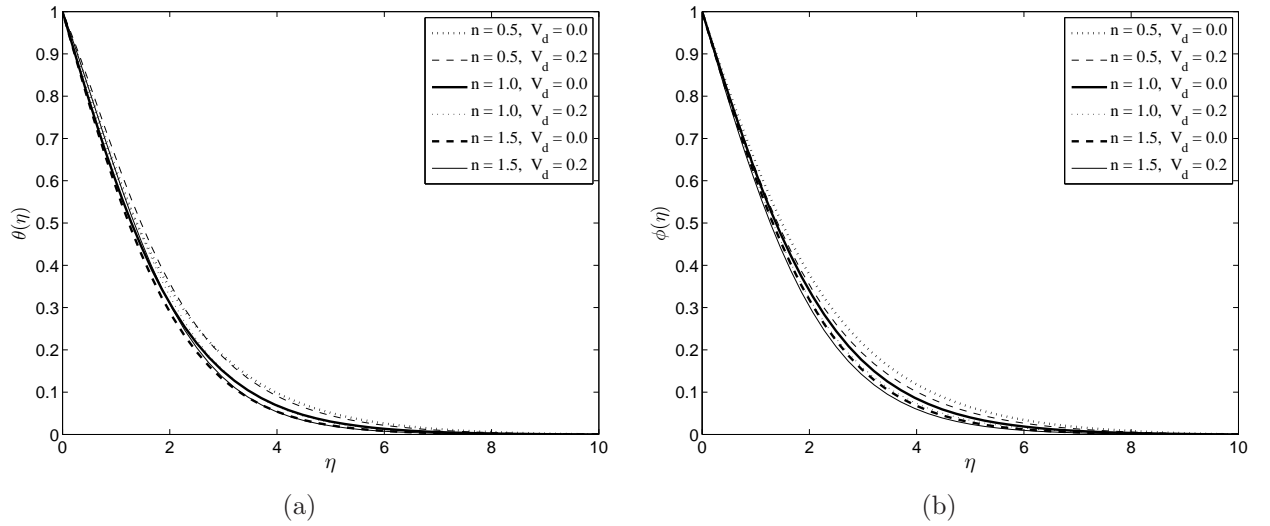 1
0.9
0.8
0.7
0.6
0.5
0.4
0.3
0.2
0.1
0
θ(η)
0 2 4 6 8 10
η
n = 0.5, V_d = 0.0
n = 0.5, V_d = 0.2
n = 1.0, V_d = 0.0
n = 1.0, V_d = 0.2
n = 1.5, V_d = 0.0
n = 1.5, V_d = 0.2
(a)
1
0.9
0.8
0.7
0.6
0.5
0.4
0.3
0.2
0.1
0
ϕ(η)
0 2 4 6 8 10
η
n = 0.5, V_d = 0.0
n = 0.5, V_d = 0.2
n = 1.0, V_d = 0.0
n = 1.0, V_d = 0.2
n = 1.5, V_d = 0.0
n = 1.5, V_d = 0.2
(b)